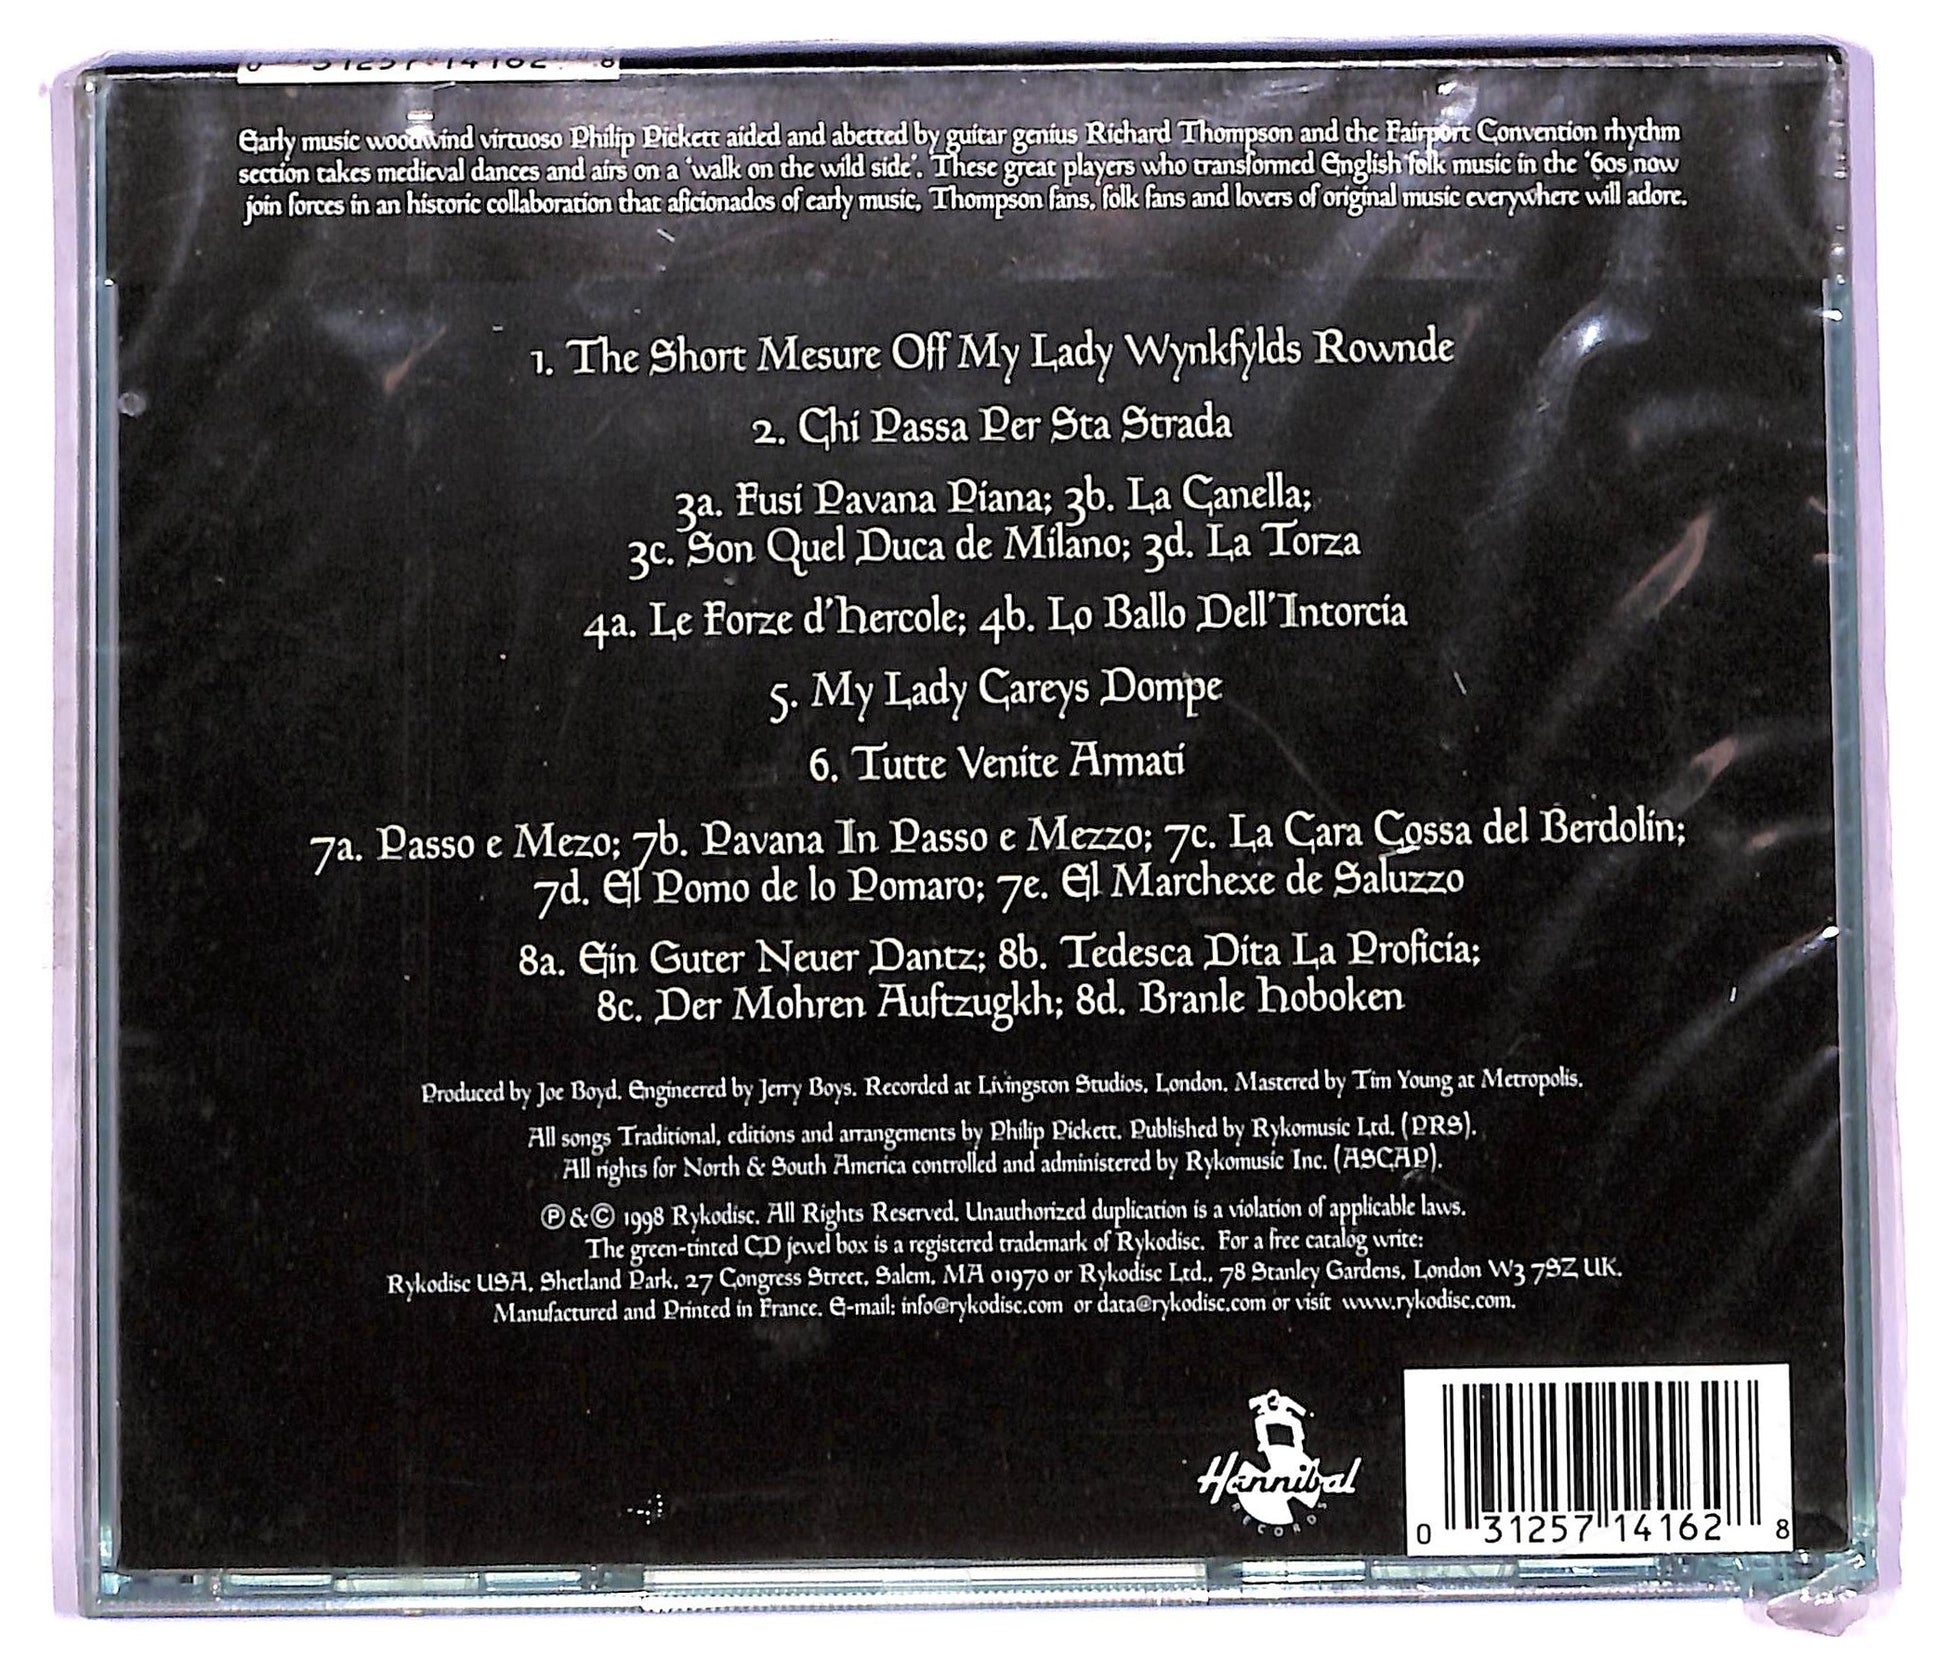 Early music woodwind virtuoso Philip Pickett aided and abetted by guitar genius Richard Thompson and the Fairport Convention rhythm
section takes medieval dances and airs on a 'walk on the wild side'. These great players who transformed English folk music in the '60s now
join forces in an historic collaboration that aficionados of early music, Thompson fans, folk fans and lovers of original music everywhere will adore.
1. The Short Mesure Off My Lady Wynkfylds Rownde
2. Chi Passa Per Sta Strada
3a. Fusi Pavana Piana; 3b. La Canella;
3c. Son Quel Duca de Milano; 3d. La Torza
4a. Le Forze d'hercole; 4b. Lo Ballo Dell'Intorcia
5. My Lady Careys Dompe
6. Tutte Venite Armati
7a. Passo e Mezo; 7b. Pavana In Passo e Mezzo; 7c. La Cara Cossa del Berdolin;
7d. El Pomo de lo Pomaro; 7e. El Marchexe de Saluzzo
8a. Ein Guter Neuer Dantz; 8b. Tedesca Dita La Proficia;
8c. Der Mohren Auftzugkh; 8d. Branle hoboken
Produced by Joe Boyd. Engineered by Jerry Boys. Recorded at Livingston Studios, London. Mastered by Tim Young at Metropolis.
All songs Traditional, editions and arrangements by Philip Pickett. Published by Rykomusic Ltd. (PRS).
All rights for North & South America controlled and administered by Rykomusic Inc. (ASCAP).
℗ & © 1998 Rykodisc. All Rights Reserved. Unauthorized duplication is a violation of applicable laws.
The green-tinted CD jewel box is a registered trademark of Rykodisc. For a free catalog write:
Rykodisc USA, Shetland Park, 27 Congress Street, Salem, MA 01970 or Rykodisc Ltd., 78 Stanley Gardens, London W3 7SZ UK.
Manufactured and Printed in France. E-mail: info@rykodisc.com or data@rykodisc.com or visit www.rykodisc.com.
Hannibal
RECORDS
0 31257 14162 8